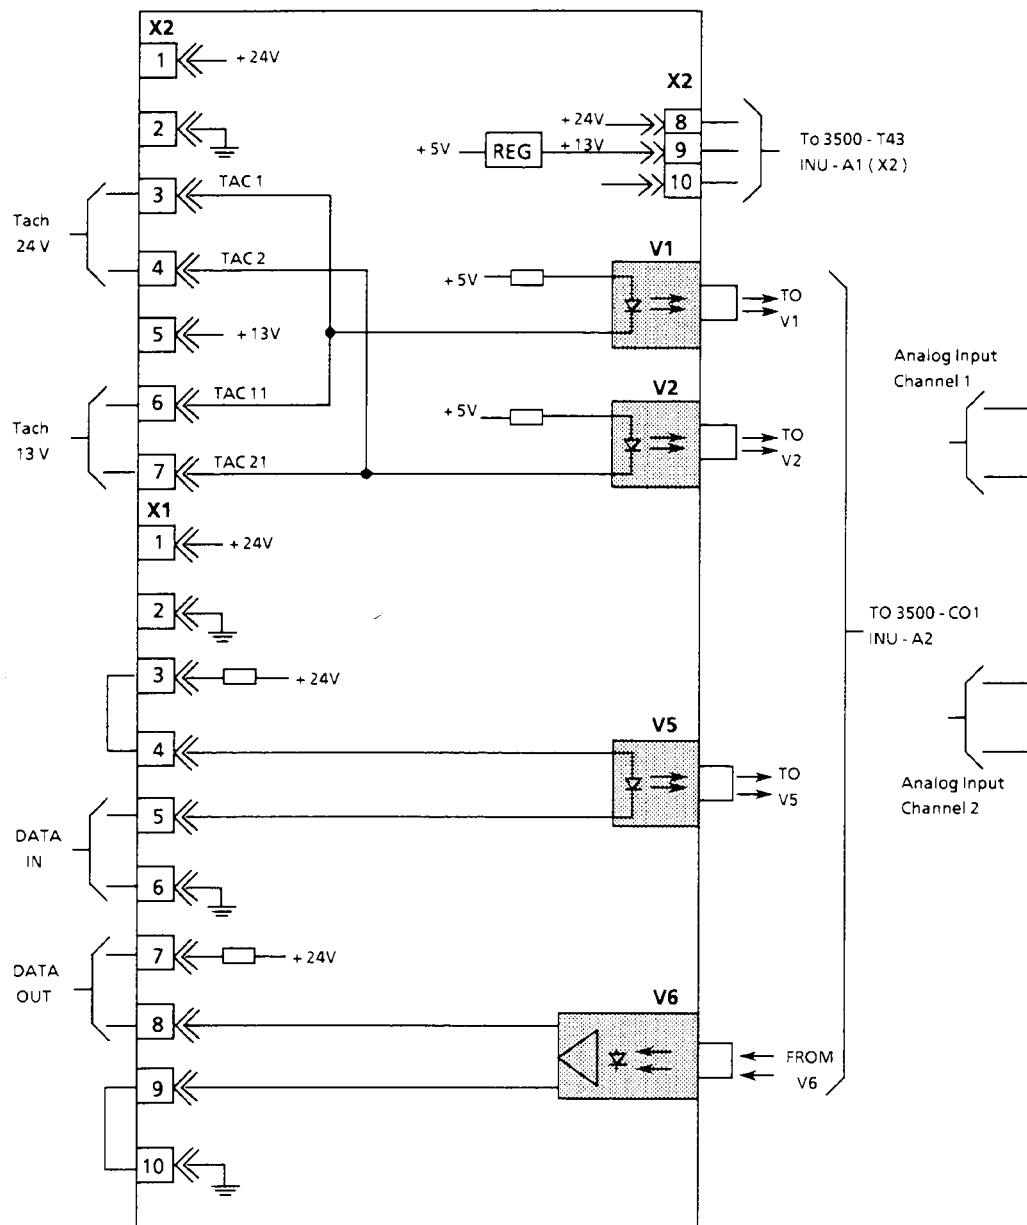 X2
1
+ 24V
2
3
TAC 1
Tach
24 V
4
TAC 2
5
+ 13V
6
TAC 11
Tach
13 V
7
TAC 21
X1
1
+ 24V
2
3
+ 24V
4
5
DATA
IN
6
7
+ 24V
DATA
OUT
8
9
10
X2
+24V
8
+5V
REG
+13V
9
10
To 3500 - T43
INU - A1 ( X2 )
V1
+5V
TO
V1
V2
+5V
TO
V2
V5
TO
V5
V6
FROM
V6
TO 3500 - CO1
INU - A2
Analog Input
Channel 1
Analog Input
Channel 2